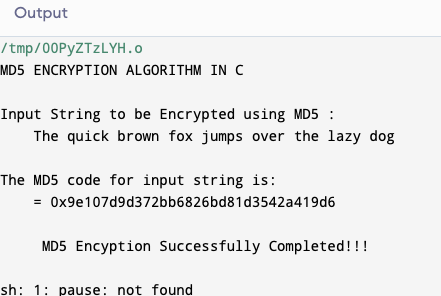 Output
/tmp/OOPyZTzLYH.o
MD5 ENCRYPTION ALGORITHM IN C
Input String to be Encrypted using MD5 :
The quick brown fox jumps over the lazy dog
The MD5 code for input string is:
= 0x9e107d9d372bb6826bd81d3542a419d6
MD5 Encyption Successfully Completed!!!
sh: 1: pause: not found